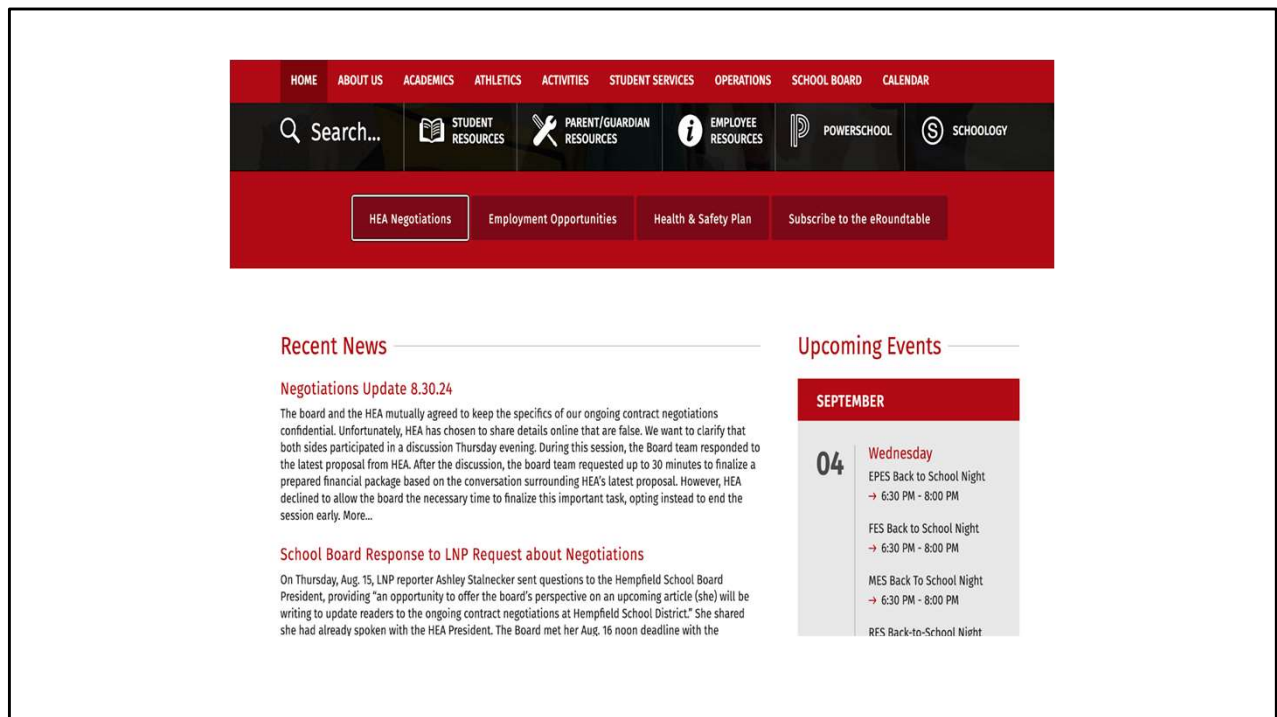 HOME ABOUT US ACADEMICS ATHLETICS ACTIVITIES STUDENT SERVICES OPERATIONS SCHOOL BOARD CALENDAR
Search...
STUDENT
RESOURCES
PARENT/GUARDIAN
RESOURCES
EMPLOYEE
RESOURCES
POWERSCHOOL
SCHOOLOGY
HEA Negotiations
Employment Opportunities
Health & Safety Plan
Subscribe to the eRoundtable
Recent News
Negotiations Update 8.30.24
The board and the HEA mutually agreed to keep the specifics of our ongoing contract negotiations
confidential. Unfortunately, HEA has chosen to share details online that are false. We want to clarify that
both sides participated in a discussion Thursday evening. During this session, the Board team responded to
the latest proposal from HEA. After the discussion, the board team requested up to 30 minutes to finalize a
prepared financial package based on the conversation surrounding HEA's latest proposal. However, HEA
declined to allow the board the necessary time to finalize this important task, opting instead to end the
session early. More...
School Board Response to LNP Request about Negotiations
On Thursday, Aug. 15, LNP reporter Ashley Stalnecker sent questions to the Hempfield School Board
President, providing "an opportunity to offer the board's perspective on an upcoming article (she) will be
writing to update readers to the ongoing contract negotiations at Hempfield School District." She shared
she had already spoken with the HEA President. The Board met her Aug. 16 noon deadline with the
Upcoming Events
SEPTEMBER
04
Wednesday
EPES Back to School Night
→ 6:30 PM - 8:00 PM
FES Back to School Night
→ 6:30 PM - 8:00 PM
MES Back To School Night
→ 6:30 PM - 8:00 PM
RES Back-to-School Night